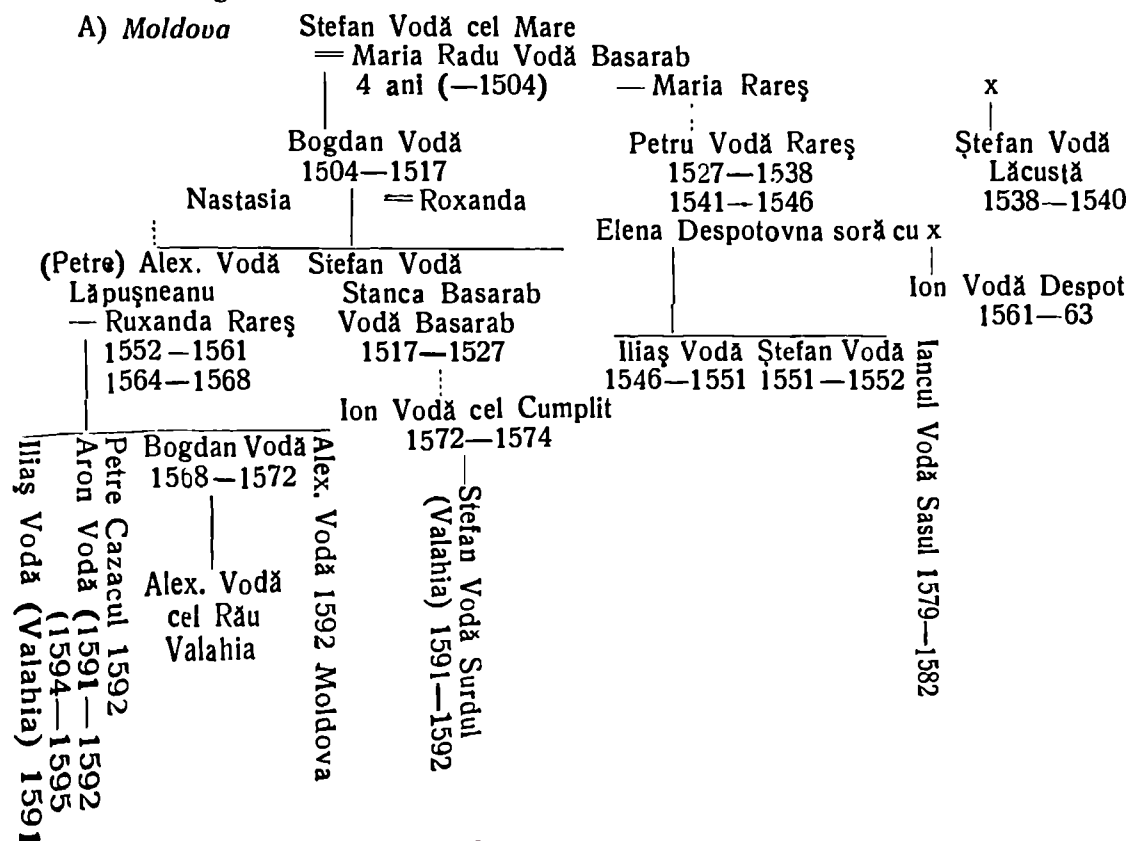 A) Moldova Stefan Vodă cel Mare
= Maria Radu Vodă Basarab
4 ani (—1504) — Maria Rareş x
Bogdan Vodă Petru Vodă Rareş Ştefan Vodă
1504—1517 1527—1538 Lăcustă
Nastasia = Roxanda 1541—1546 1538—1540
Elena Despotovna soră cu x
(Petre) Alex. Vodă Stefan Vodă
Lăpuşneanu Stanca Basarab Ion Vodă Despot
— Ruxanda Rareş Vodă Basarab 1561—63
1552—1561 1517—1527 Iliaş Vodă Ştefan Vodă
1564—1568 1546—1551 1551—1552
Iancul Vodă Sasul 1579—1582
Ion Vodă cel Cumplit
1572—1574
Iliaş Vodă (Valahia) 1591
Aron Vodă (1591—1592
(1594—1595
Petre Cazacul 1592
Bogdan Vodă
1568—1572
Alex. Vodă 1592 Moldova
Stefan Vodă Surdul
(Valahia) 1591—1592
Alex. Vodă
cel Rău
Valahia